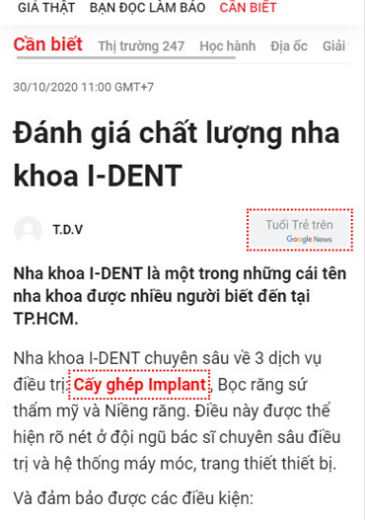 GIÁ THẬT BẠN ĐỌC LÀM BÁO CẦN BIẾT
Cần biết Thị trường 247 Học hành Địa ốc Giải
30/10/2020 11:00 GMT+7
Đánh giá chất lượng nha
khoa I-DENT
T.D.V
Tuổi Trẻ trên
Google News
Nha khoa I-DENT là một trong những cái tên
nha khoa được nhiều người biết đến tại
TP.HCM.
Nha khoa I-DENT chuyên sâu về 3 dịch vụ
điều trị: Cấy ghép Implant, Bọc răng sứ
thẩm mỹ và Niềng răng. Điều này được thể
hiện rõ nét ở đội ngũ bác sĩ chuyên sâu điều
trị và hệ thống máy móc, trang thiết thiết bị.
Và đảm bảo được các điều kiện: